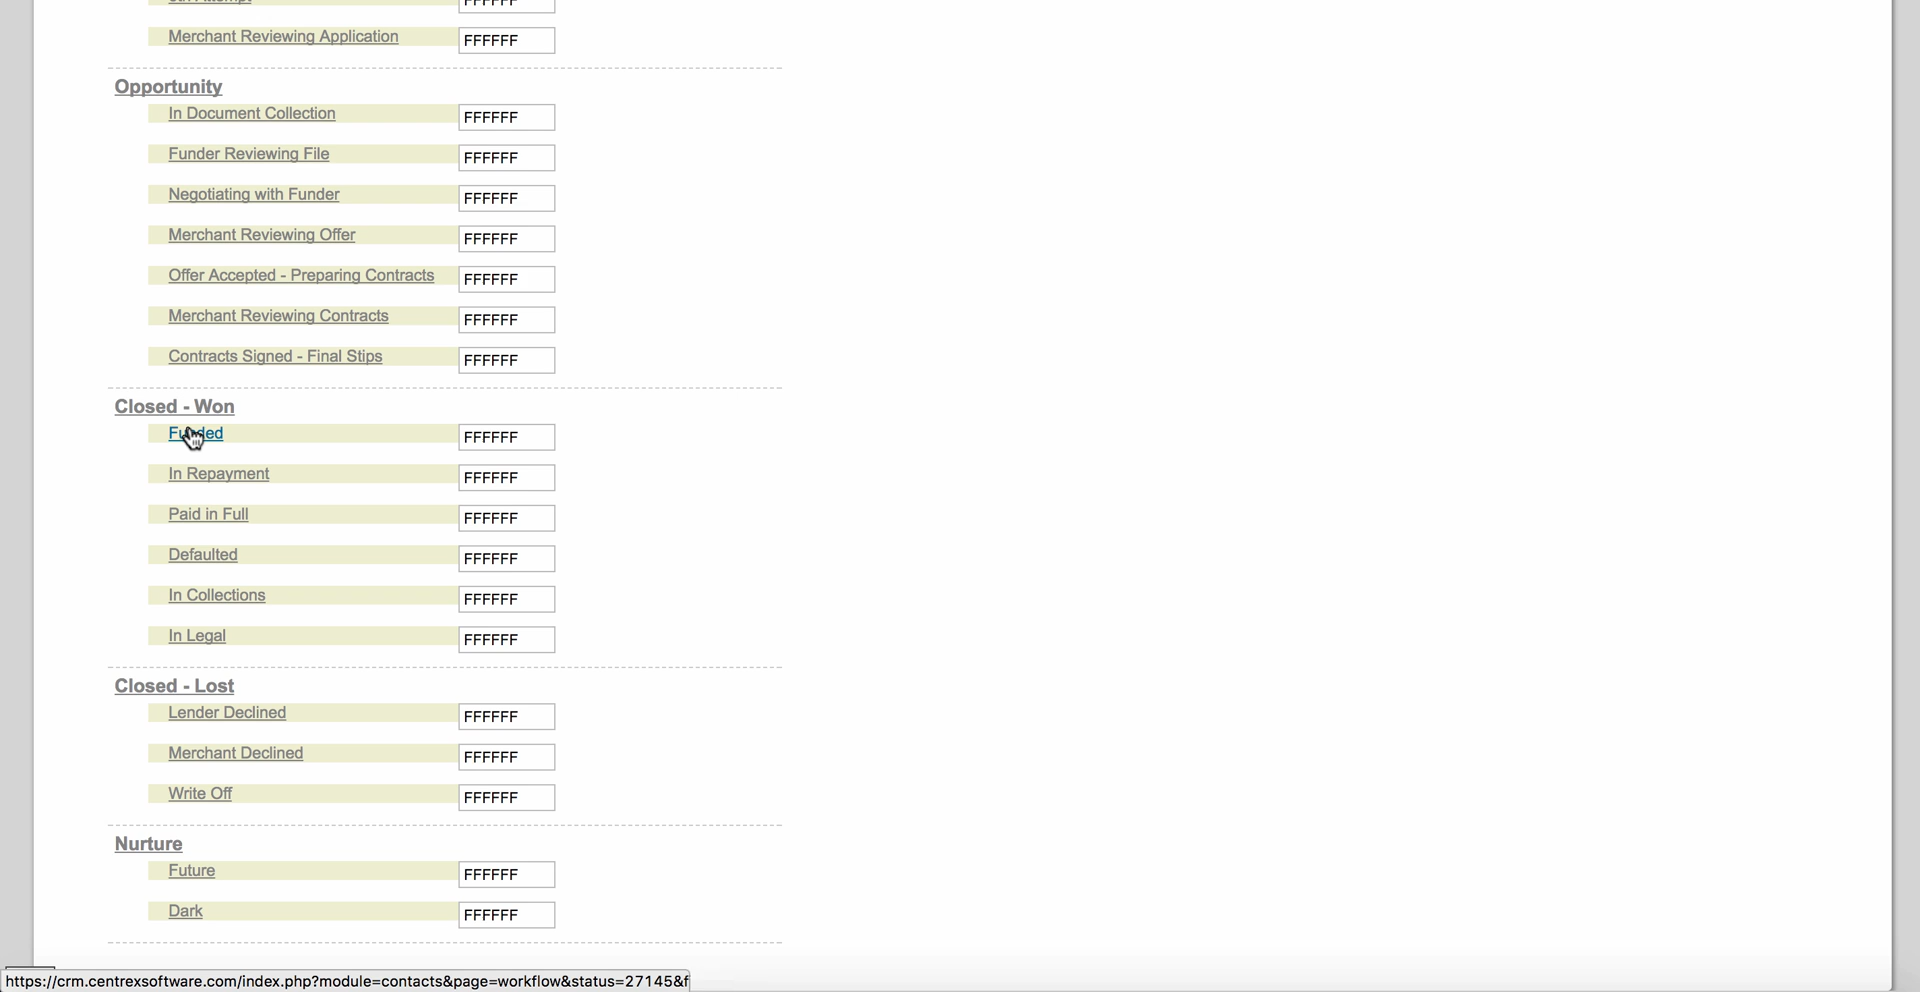 FFFFFF
Merchant Reviewing Application FFFFFF
Opportunity
In Document Collection FFFFFF
Funder Reviewing File FFFFFF
Negotiating with Funder FFFFFF
Merchant Reviewing Offer FFFFFF
Offer Accepted - Preparing Contracts FFFFFF
Merchant Reviewing Contracts FFFFFF
Contracts Signed - Final Stips FFFFFF
Closed - Won
Funded FFFFFF
In Repayment FFFFFF
Paid in Full FFFFFF
Defaulted FFFFFF
In Collections FFFFFF
In Legal FFFFFF
Closed - Lost
Lender Declined FFFFFF
Merchant Declined FFFFFF
Write Off FFFFFF
Nurture
Future FFFFFF
Dark FFFFFF
https://crm.centrexsoftware.com/index.php?module=contacts&page=workflow&status=27145&f